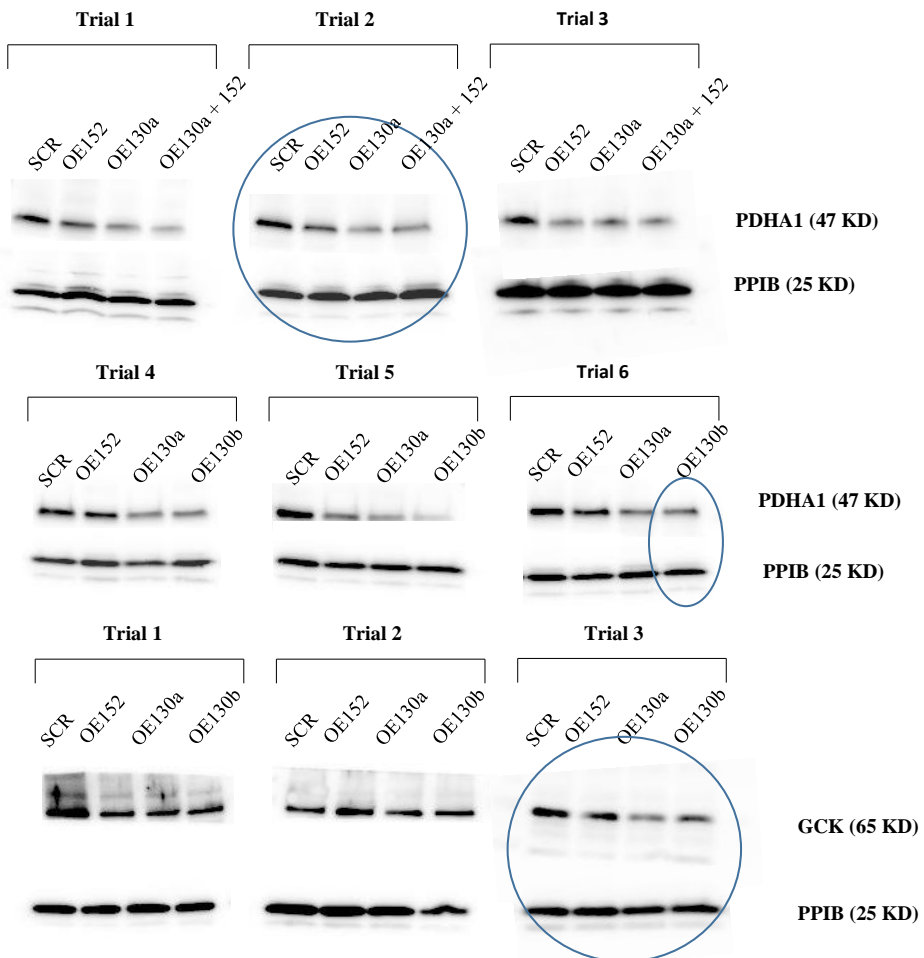 Trial 1 Trial 2 Trial 3
SCR OE152 OE130a OE130a + 152 SCR OE152 OE130a OE130a + 152 SCR OE152 OE130a OE130a + 152
PDHA1 (47 KD)
PPIB (25 KD)
Trial 4 Trial 5 Trial 6
SCR OE152 OE130a OE130b SCR OE152 OE130a OE130b SCR OE152 OE130a OE130b
PDHA1 (47 KD)
PPIB (25 KD)
Trial 1 Trial 2 Trial 3
SCR OE152 OE130a OE130b SCR OE152 OE130a OE130b SCR OE152 OE130a OE130b
GCK (65 KD)
PPIB (25 KD)